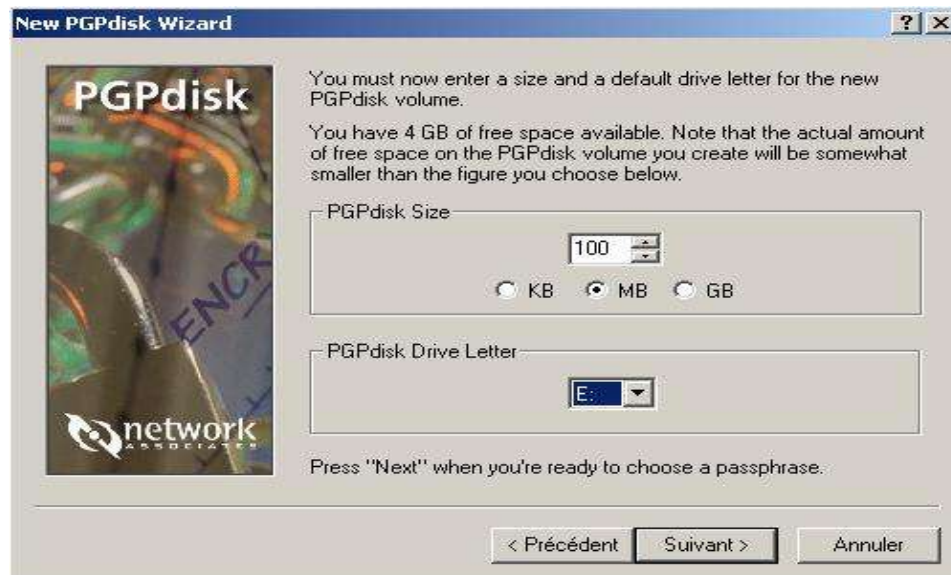 New PGPdisk Wizard
PGPdisk
ENCR
network
ASSOCIATES
You must now enter a size and a default drive letter for the new
PGPdisk volume.
You have 4 GB of free space available. Note that the actual amount
of free space on the PGPdisk volume you create will be somewhat
smaller than the figure you choose below.
PGPdisk Size
100
KB MB GB
PGPdisk Drive Letter
E:
Press "Next" when you're ready to choose a passphrase.
< Précédent Suivant > Annuler